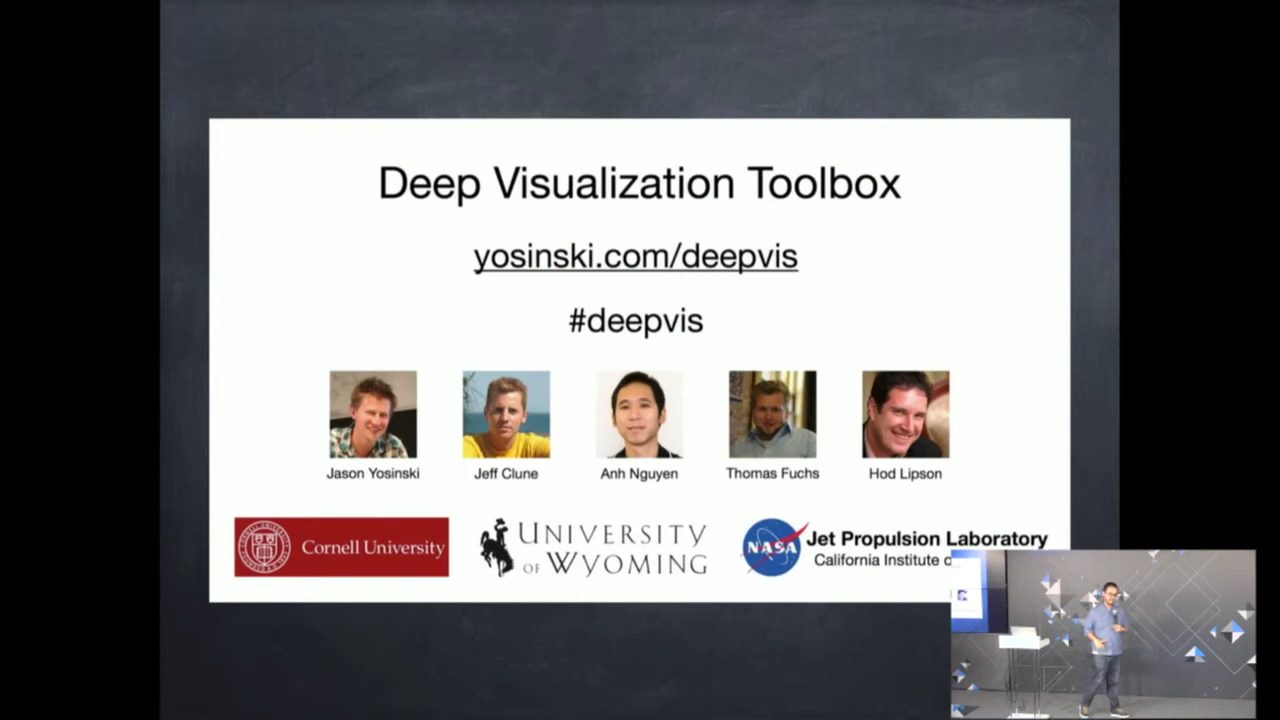 Deep Visualization Toolbox
yosinski.com/deepvis
#deepvis
Jason Yosinski
Jeff Clune
Anh Nguyen
Thomas Fuchs
Hod Lipson
Cornell University
UNIVERSITY
OF WYOMING
NASA
Jet Propulsion Laboratory
California Institute